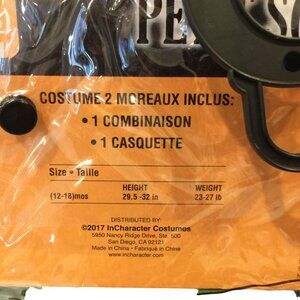 COSTUME 2 MOREAUX INCLUS:
• 1 COMBINAISON
• 1 CASQUETTE
Size • Taille
HEIGHT WEIGHT
(12-18)mos 29.5 -32 in 23-27 lb
DISTRIBUTED BY:
©2017 InCharacter Costumes
5950 Nancy Ridge Drive, Ste. 500
San Diego, CA 92121
Made in China • Fabriqué en Chine
www.incharacter.com